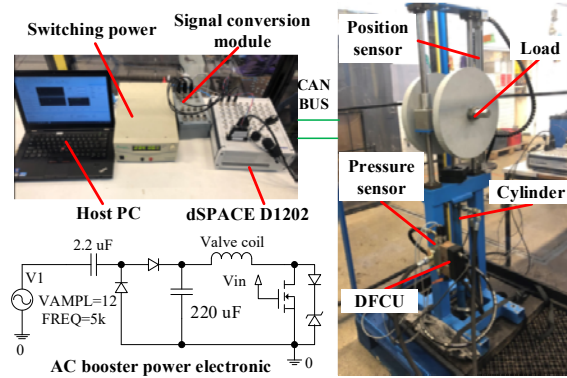 Switching power
Signal conversion
module
CAN
BUS
Host PC
dSPACE D1202
Position
sensor
Load
Pressure
sensor
Cylinder
DFCU
2.2 uF
Valve coil
V1
Vin
VAMPL=12
FREQ=5k
220 uF
0
0
AC booster power electronic